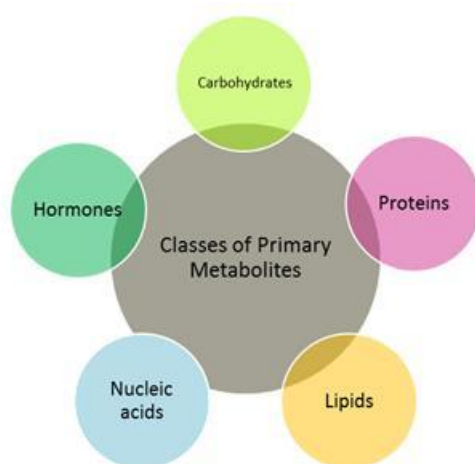 Carbohydrates
Hormones
Proteins
Classes of Primary
Metabolites
Nucleic
acids
Lipids